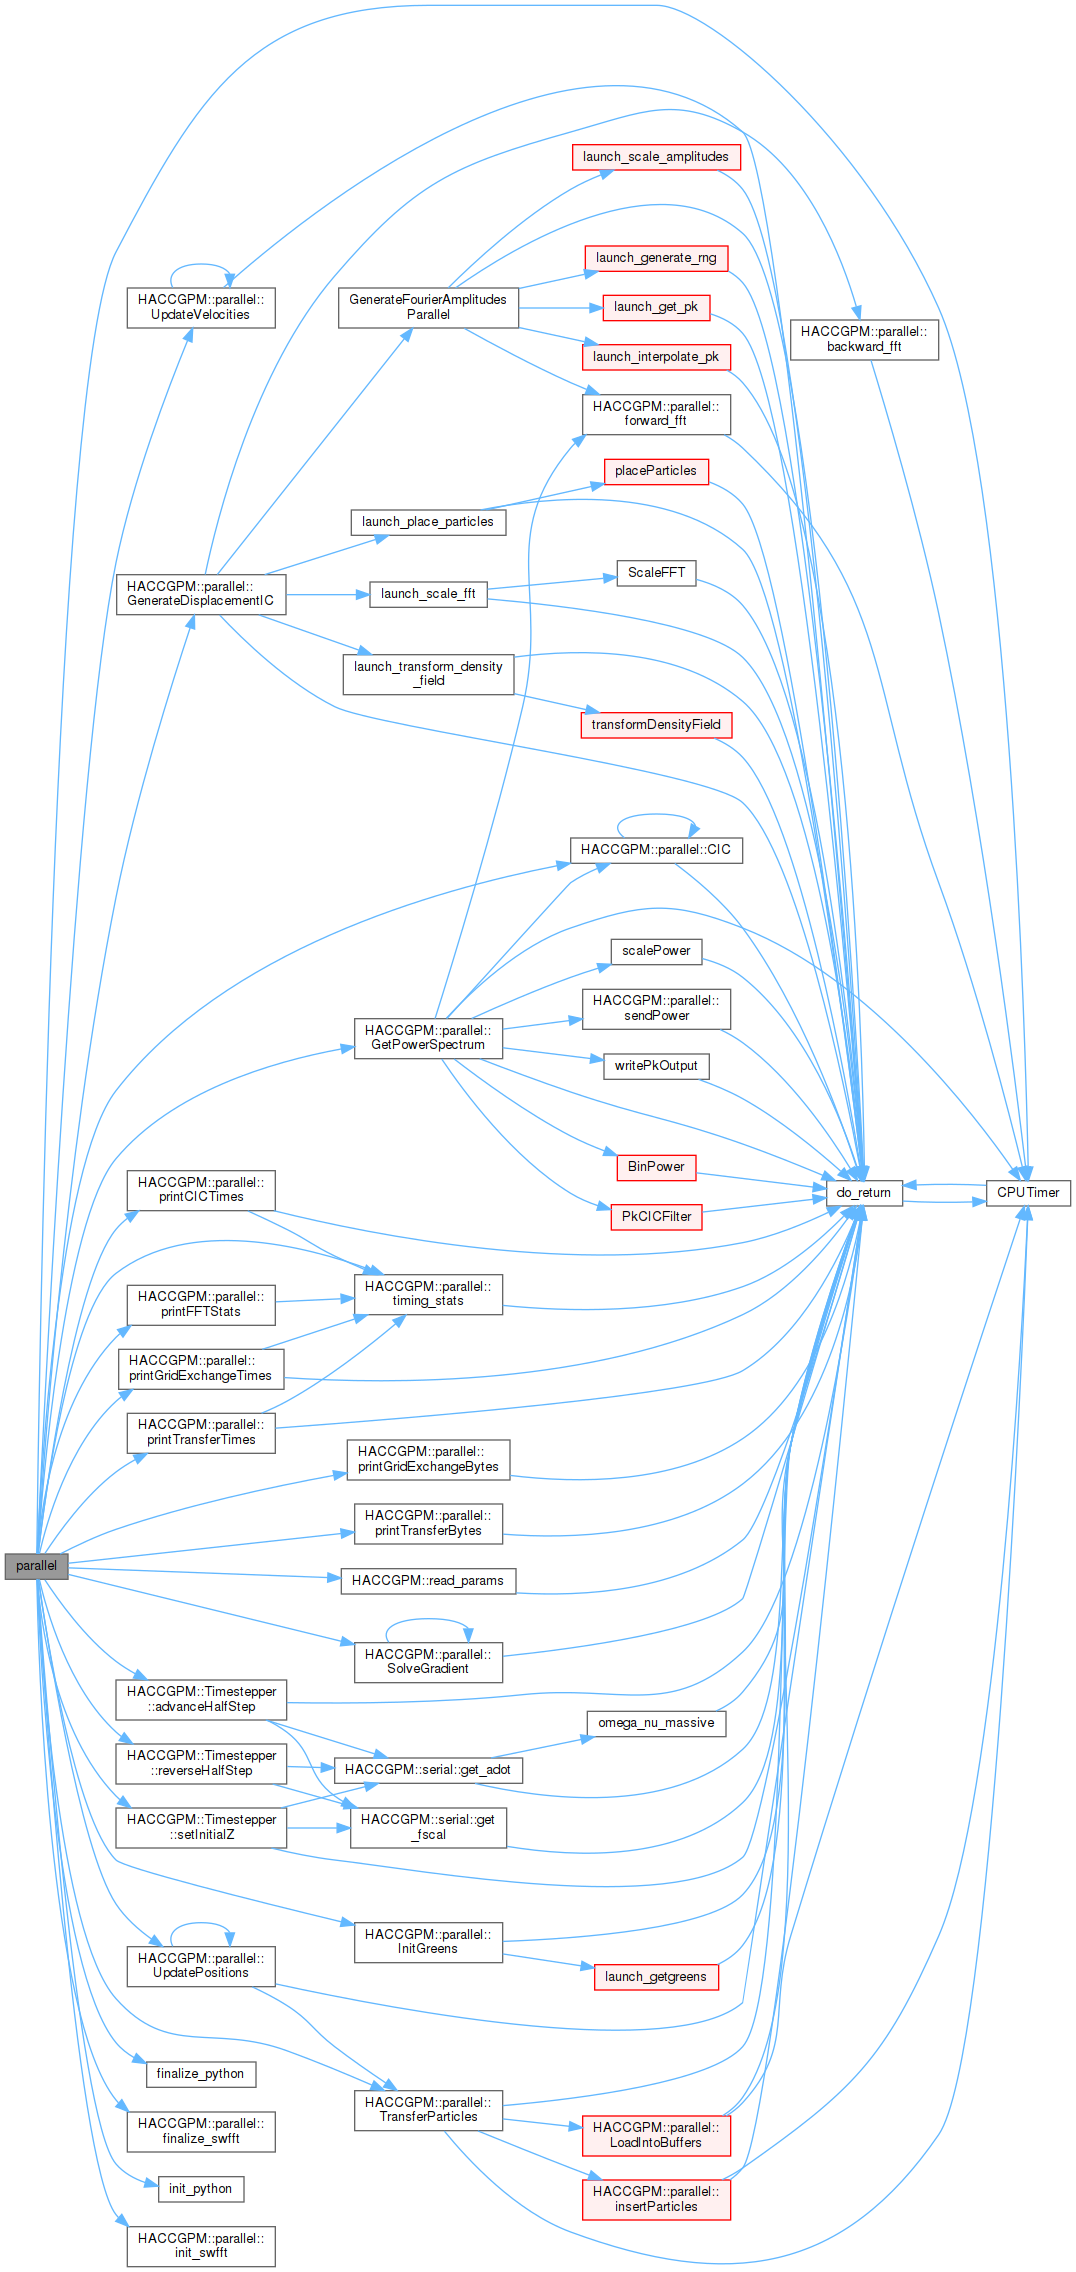 launch_scale_amplitudes
launch_generate_rng
HACCGPM::parallel::
UpdateVelocities
GenerateFourierAmplitudes
Parallel
launch_get_pk
HACCGPM::parallel::
backward_fft
launch_interpolate_pk
HACCGPM::parallel::
forward_fft
placeParticles
launch_place_particles
ScaleFFT
HACCGPM::parallel::
GenerateDisplacementIC
launch_scale_fft
launch_transform_density
_field
transformDensityField
HACCGPM::parallel::CIC
scalePower
HACCGPM::parallel::
sendPower
HACCGPM::parallel::
GetPowerSpectrum
writePkOutput
BinPower
HACCGPM::parallel::
printCICTimes
do_return
CPUTimer
PkCICFilter
HACCGPM::parallel::
timing_stats
HACCGPM::parallel::
printFFTStats
HACCGPM::parallel::
printGridExchangeTimes
HACCGPM::parallel::
printTransferTimes
HACCGPM::parallel::
printGridExchangeBytes
HACCGPM::parallel::
printTransferBytes
parallel
HACCGPM::read_params
HACCGPM::parallel::
SolveGradient
HACCGPM::Timestepper
::advanceHalfStep
omega_nu_massive
HACCGPM::Timestepper
::reverseHalfStep
HACCGPM::serial::get_adot
HACCGPM::Timestepper
::setInitialZ
HACCGPM::serial::get
_fscal
HACCGPM::parallel::
InitGreens
HACCGPM::parallel::
UpdatePositions
launch_getgreens
finalize_python
HACCGPM::parallel::
TransferParticles
HACCGPM::parallel::
finalize_swfft
HACCGPM::parallel::
LoadIntoBuffers
init_python
HACCGPM::parallel::
insertParticles
HACCGPM::parallel::
init_swfft